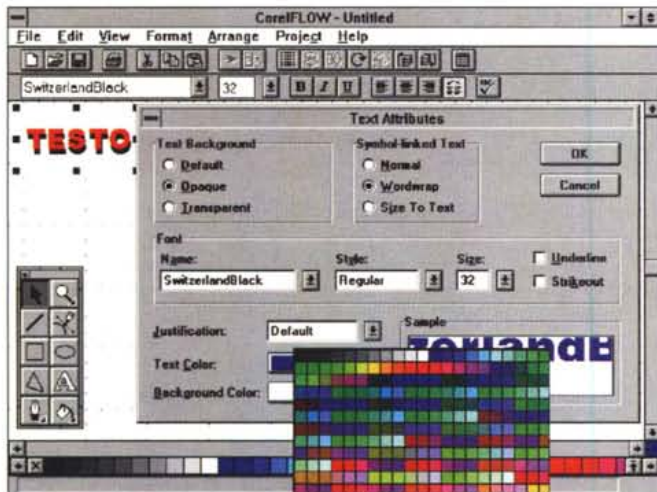 CorelFLOW - Untitled
File Edit View Format Arrange Project Help
SwitzerlandBlack 32 B I U
TESTO
Text Attributes
Text Background
Default
Opaque
Transparent
Symbol-linked Text
Normal
Wordwrap
Size To Text
OK
Cancel
Font
Name: Style: Size:
SwitzerlandBlack Regular 32
Underline
Strikeout
Justification: Default
Sample
zerlandB
Text Color:
Background Color: